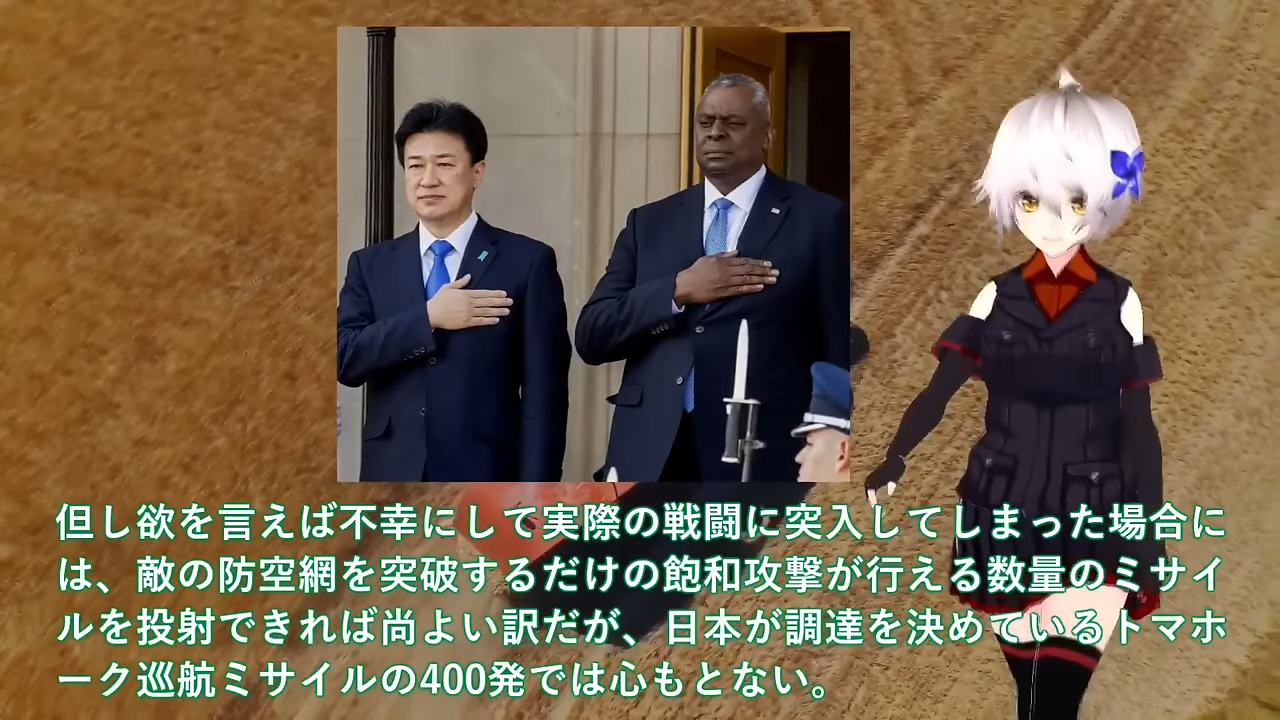 但し欲を言えば不幸にして実際の戦闘に突入してしまった場合に
は、敵の防空網を突破するだけの飽和攻撃が行える数量のミサイ
ルを投射できれば尚よい訳だが、日本が調達を決めているトマホ
ーク巡航ミサイルの400発では心もとない。